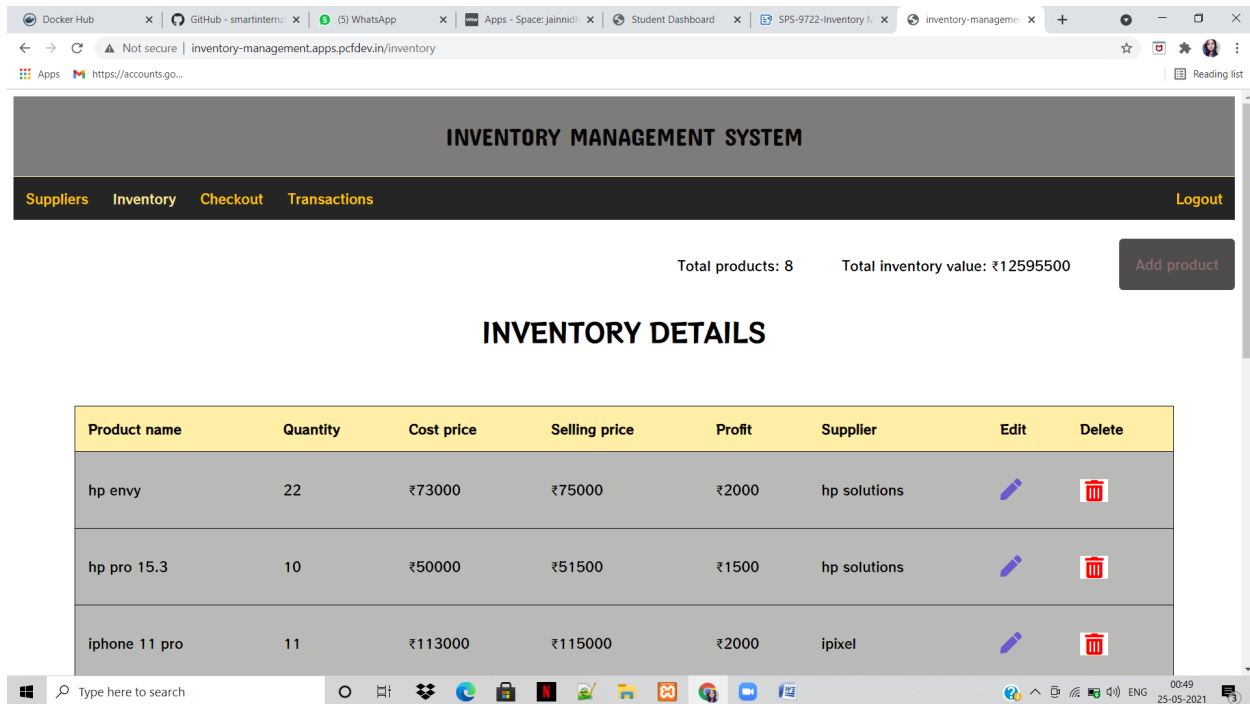 Docker Hub GitHub - smartinternz (5) WhatsApp Apps - Space: jainnidh Student Dashboard SPS-9722-Inventory M inventory-managemen
Not secure | inventory-management.apps.pcfdev.in/inventory
Apps https://accounts.go... Reading list
INVENTORY MANAGEMENT SYSTEM
Suppliers Inventory Checkout Transactions Logout
Total products: 8 Total inventory value: ₹12595500 Add product
INVENTORY DETAILS
Product name Quantity Cost price Selling price Profit Supplier Edit Delete
hp envy 22 ₹73000 ₹75000 ₹2000 hp solutions
hp pro 15.3 10 ₹50000 ₹51500 ₹1500 hp solutions
iphone 11 pro 11 ₹113000 ₹115000 ₹2000 ipixel
Type here to search ENG 00:49
25-05-2021 3